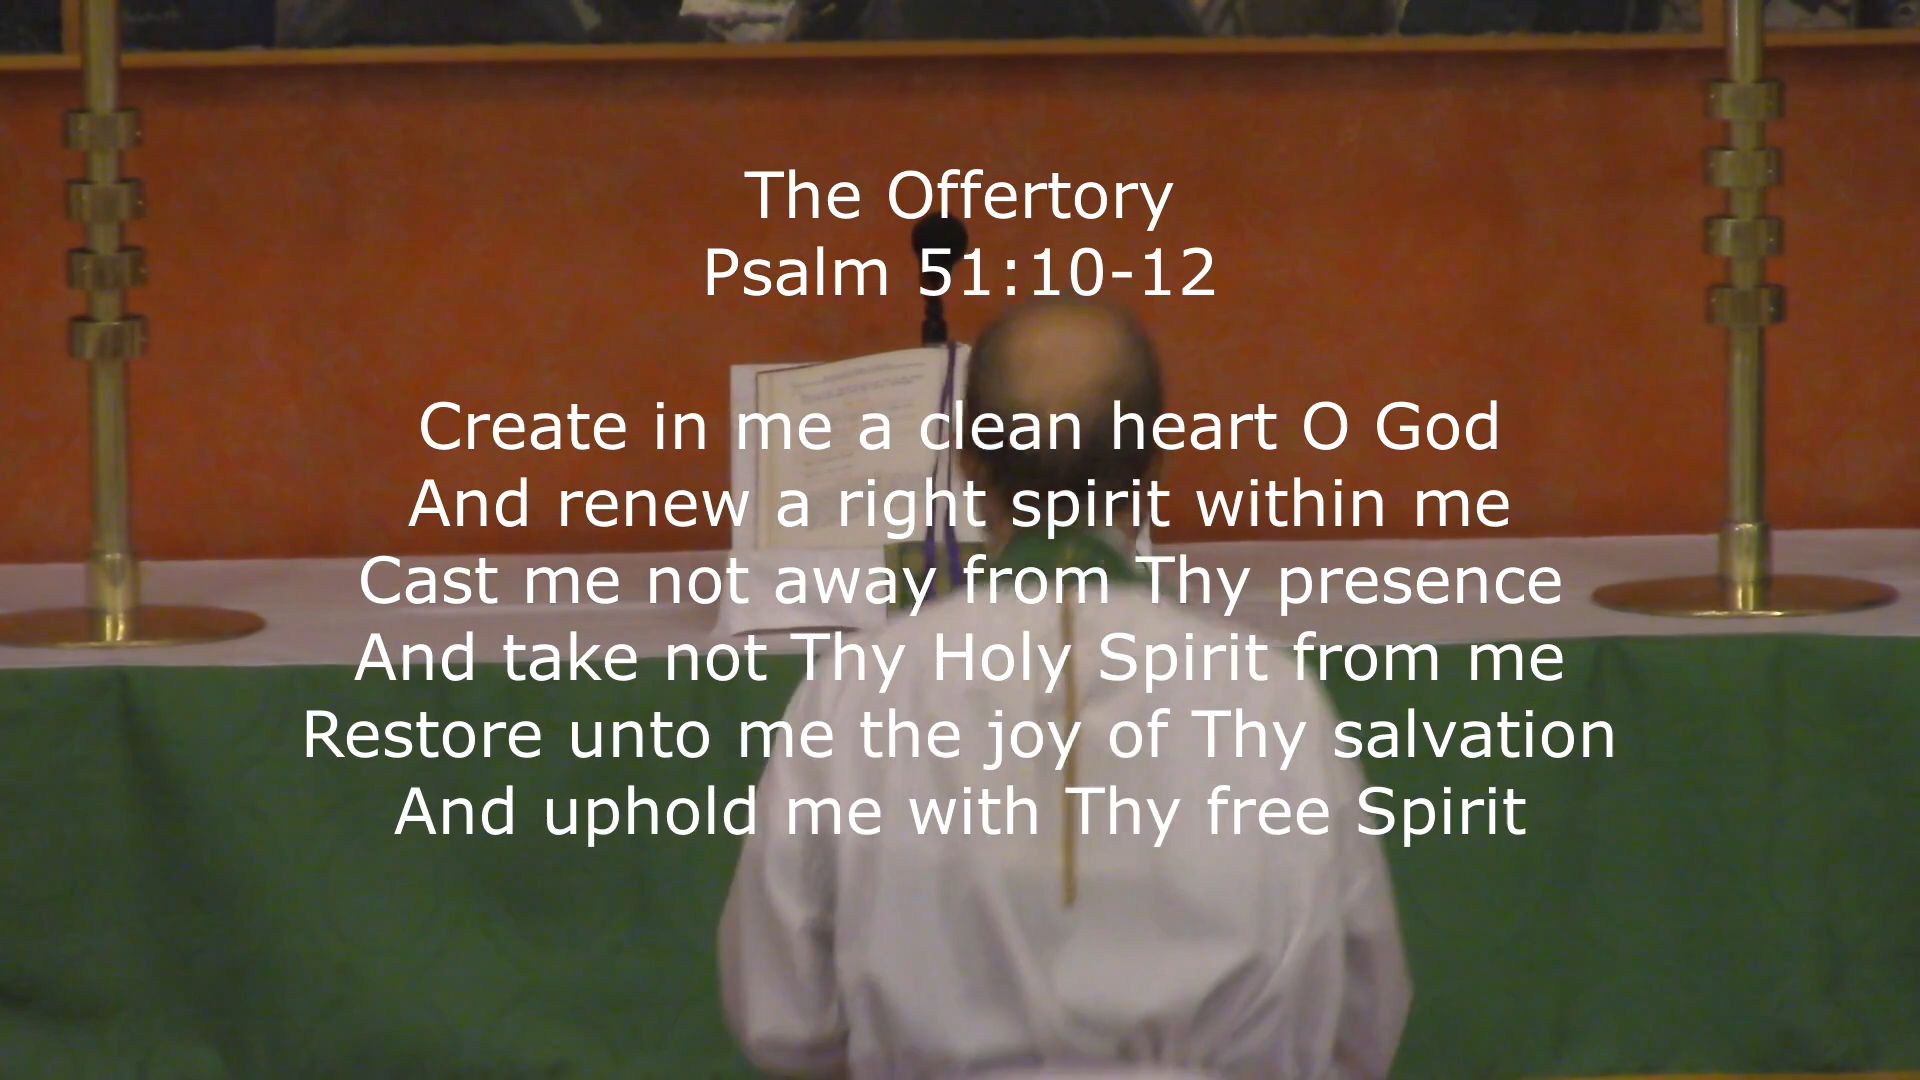 The Offertory
Psalm 51:10-12
Create in me a clean heart O God
And renew a right spirit within me
Cast me not away from Thy presence
And take not Thy Holy Spirit from me
Restore unto me the joy of Thy salvation
And uphold me with Thy free Spirit